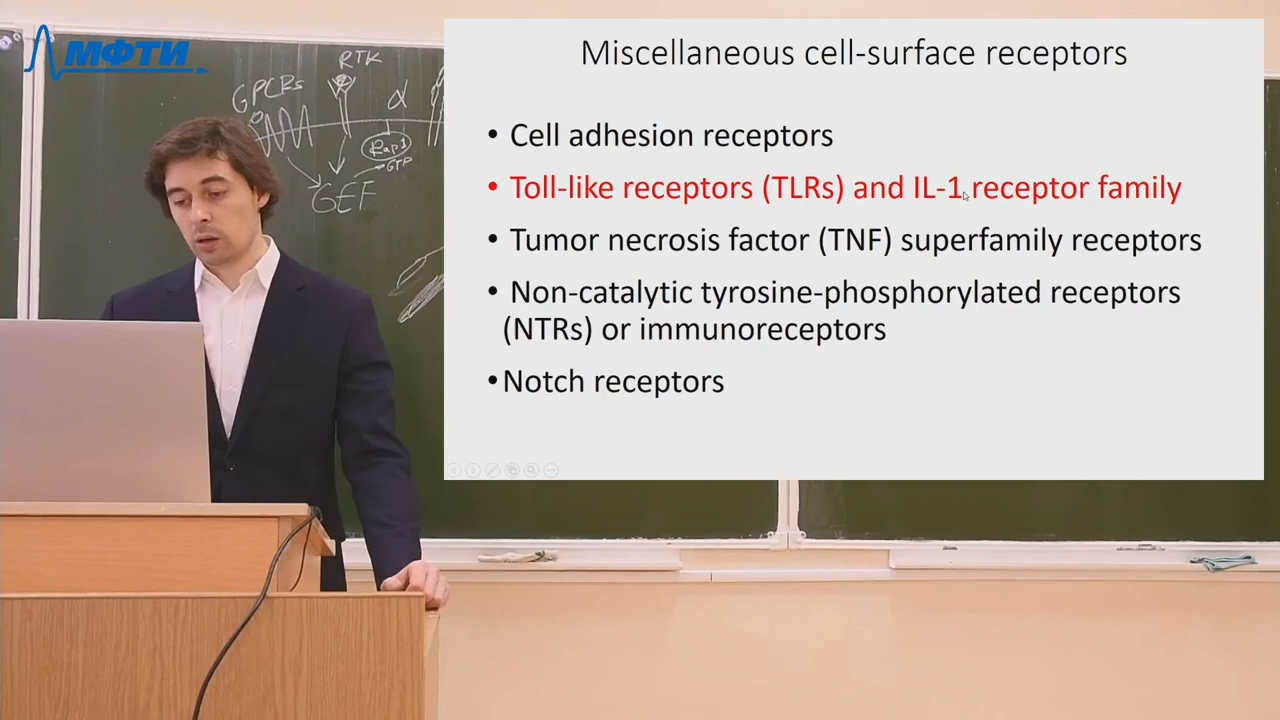 МФТИ
RTK
GPCRs
α
Rap1
GTP
GEF
Miscellaneous cell-surface receptors
• Cell adhesion receptors
• Toll-like receptors (TLRs) and IL-1 receptor family
• Tumor necrosis factor (TNF) superfamily receptors
• Non-catalytic tyrosine-phosphorylated receptors
(NTRs) or immunoreceptors
• Notch receptors